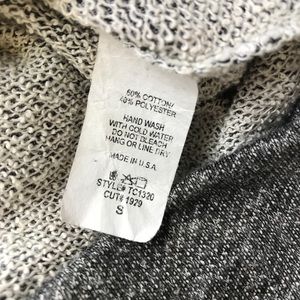 60% COTTON/
40% POLYESTER
HAND WASH
WITH COLD WATER
DO NOT BLEACH
HANG OR LINE DRY
MADE IN U.S.A
STYLE# TC1320
CUT# 1929
S